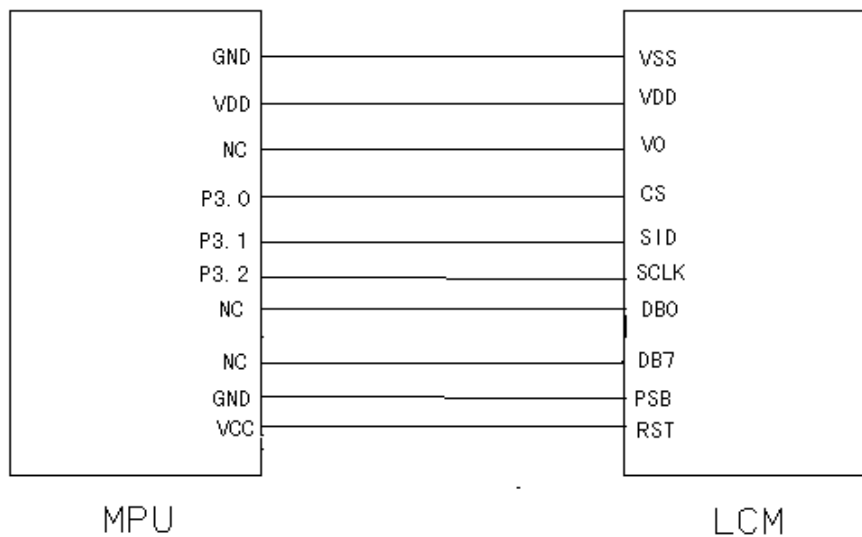 GND VSS
VDD VDD
NC VO
P3.0 CS
P3.1 SID
P3.2 SCLK
NC DB0
NC DB7
GND PSB
VCC RST
MPU LCM